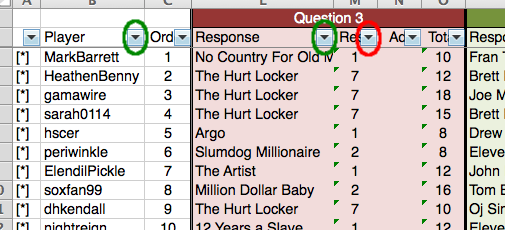 A B C L M N O
Question 3
Player Ord Response Res Ad Tot Resp
[*] MarkBarrett 1 No Country For Old M 1 10 Fran
[*] HeathenBenny 2 The Hurt Locker 7 12 Brett
[*] gamawire 3 The Hurt Locker 7 18 Joe M
[*] sarah0114 4 The Hurt Locker 7 15 Brett
[*] hscer 5 Argo 1 8 Drew
[*] periwinkle 6 Slumdog Millionaire 2 8 Eleve
[*] ElendilPickle 7 The Artist 1 12 John
[*] soxfan99 8 Million Dollar Baby 2 16 Tom
[*] dhkendall 9 The Hurt Locker 7 10 Oj Sir
[*] nightreign 10 12 Years a Slave 1 12 Eleve